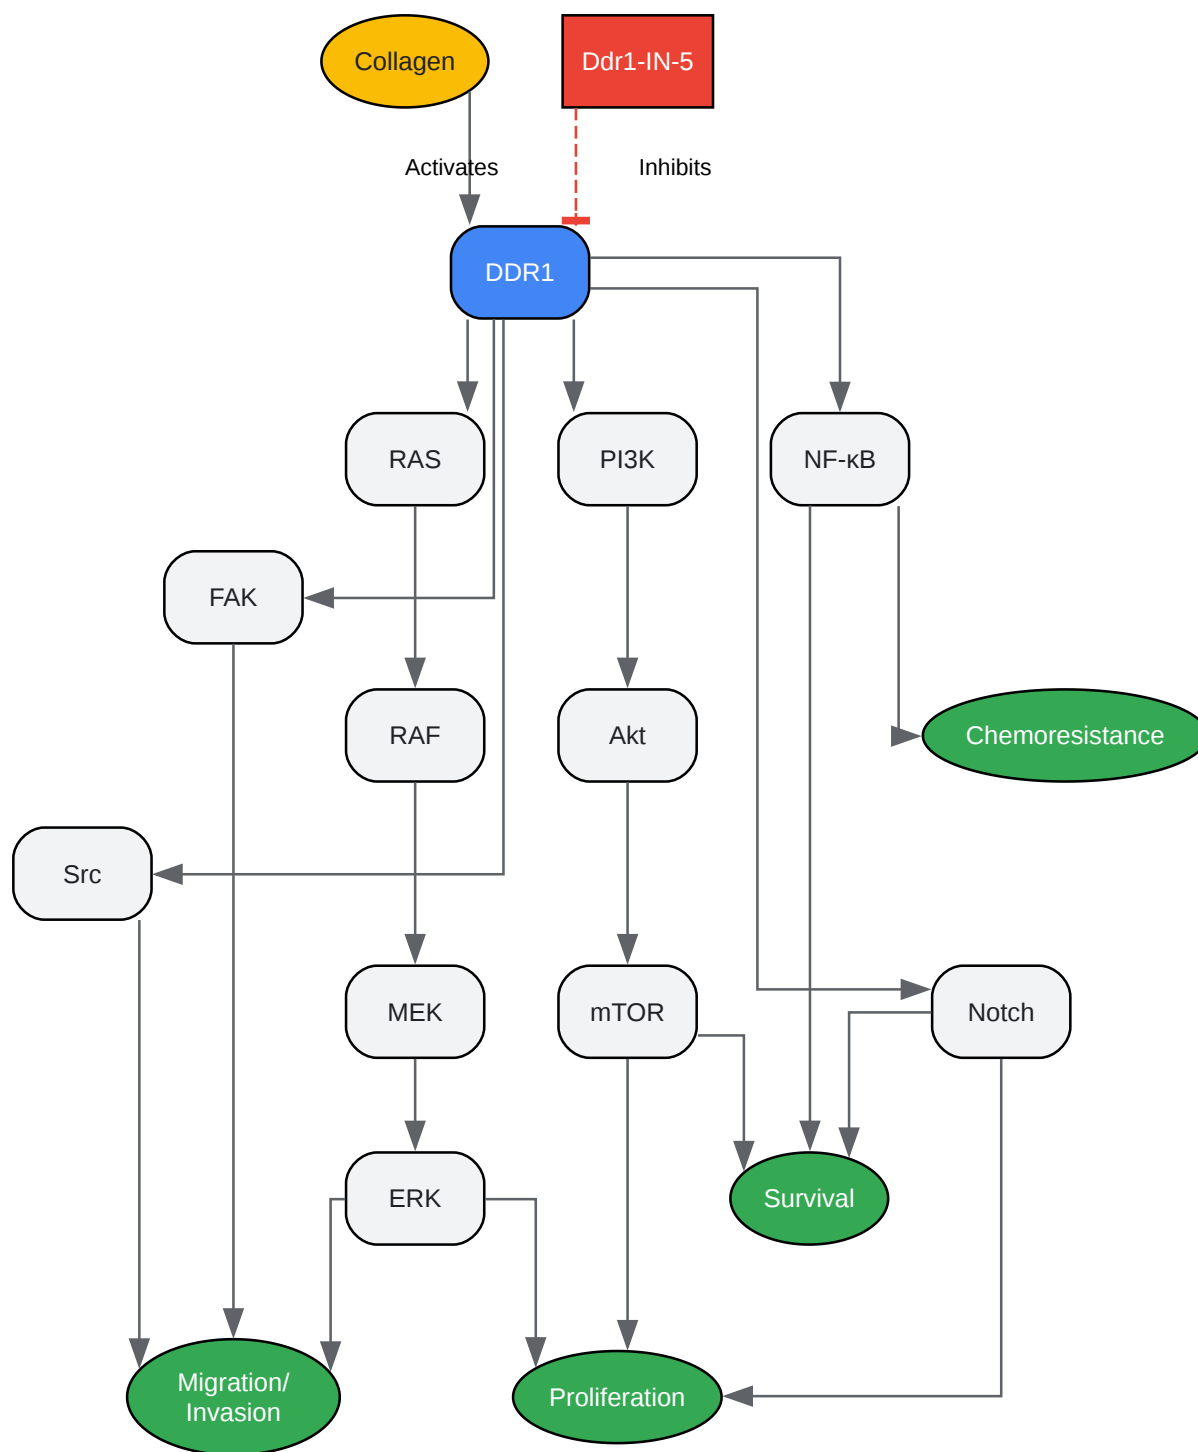 Collagen
Ddr1-IN-5
Activates
Inhibits
DDR1
RAS
PI3K
NF-κB
FAK
RAF
Akt
Chemoresistance
Src
MEK
mTOR
Notch
ERK
Survival
Migration/
Invasion
Proliferation